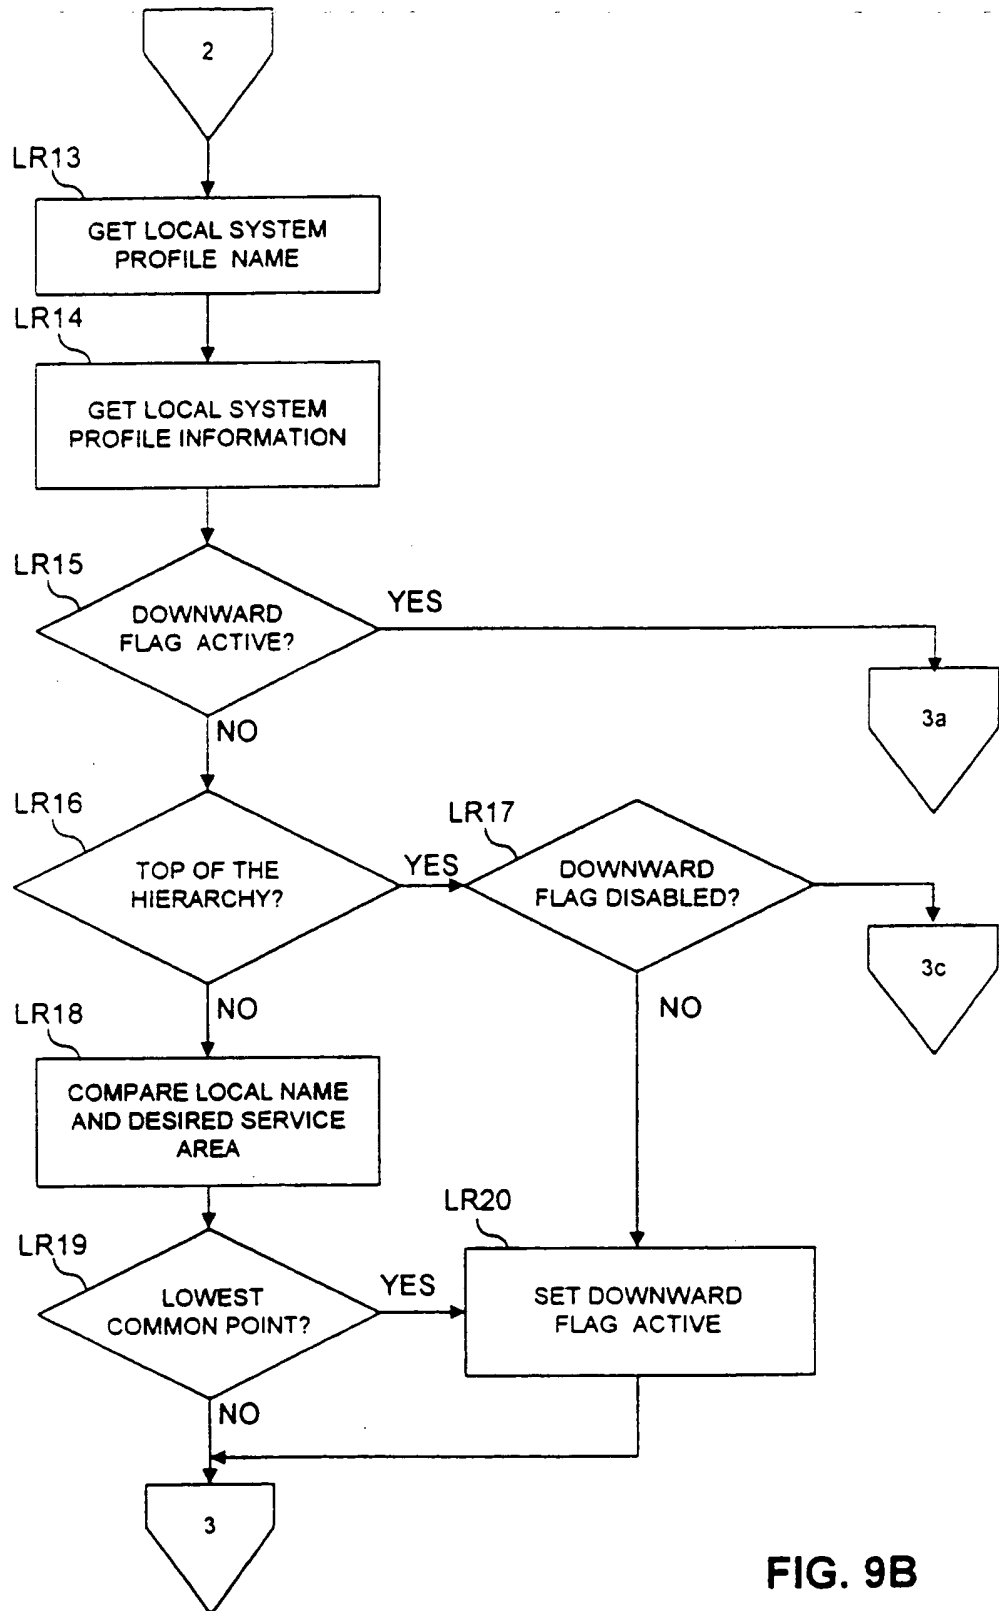 2
LR13
GET LOCAL SYSTEM
PROFILE NAME
LR14
GET LOCAL SYSTEM
PROFILE INFORMATION
LR15
DOWNWARD
FLAG ACTIVE?
YES
3a
NO
LR16
TOP OF THE
HIERARCHY?
YES
LR17
DOWNWARD
FLAG DISABLED?
3c
NO
NO
LR18
COMPARE LOCAL NAME
AND DESIRED SERVICE
AREA
LR19
LOWEST
COMMON POINT?
YES
LR20
SET DOWNWARD
FLAG ACTIVE
NO
3
FIG. 9B